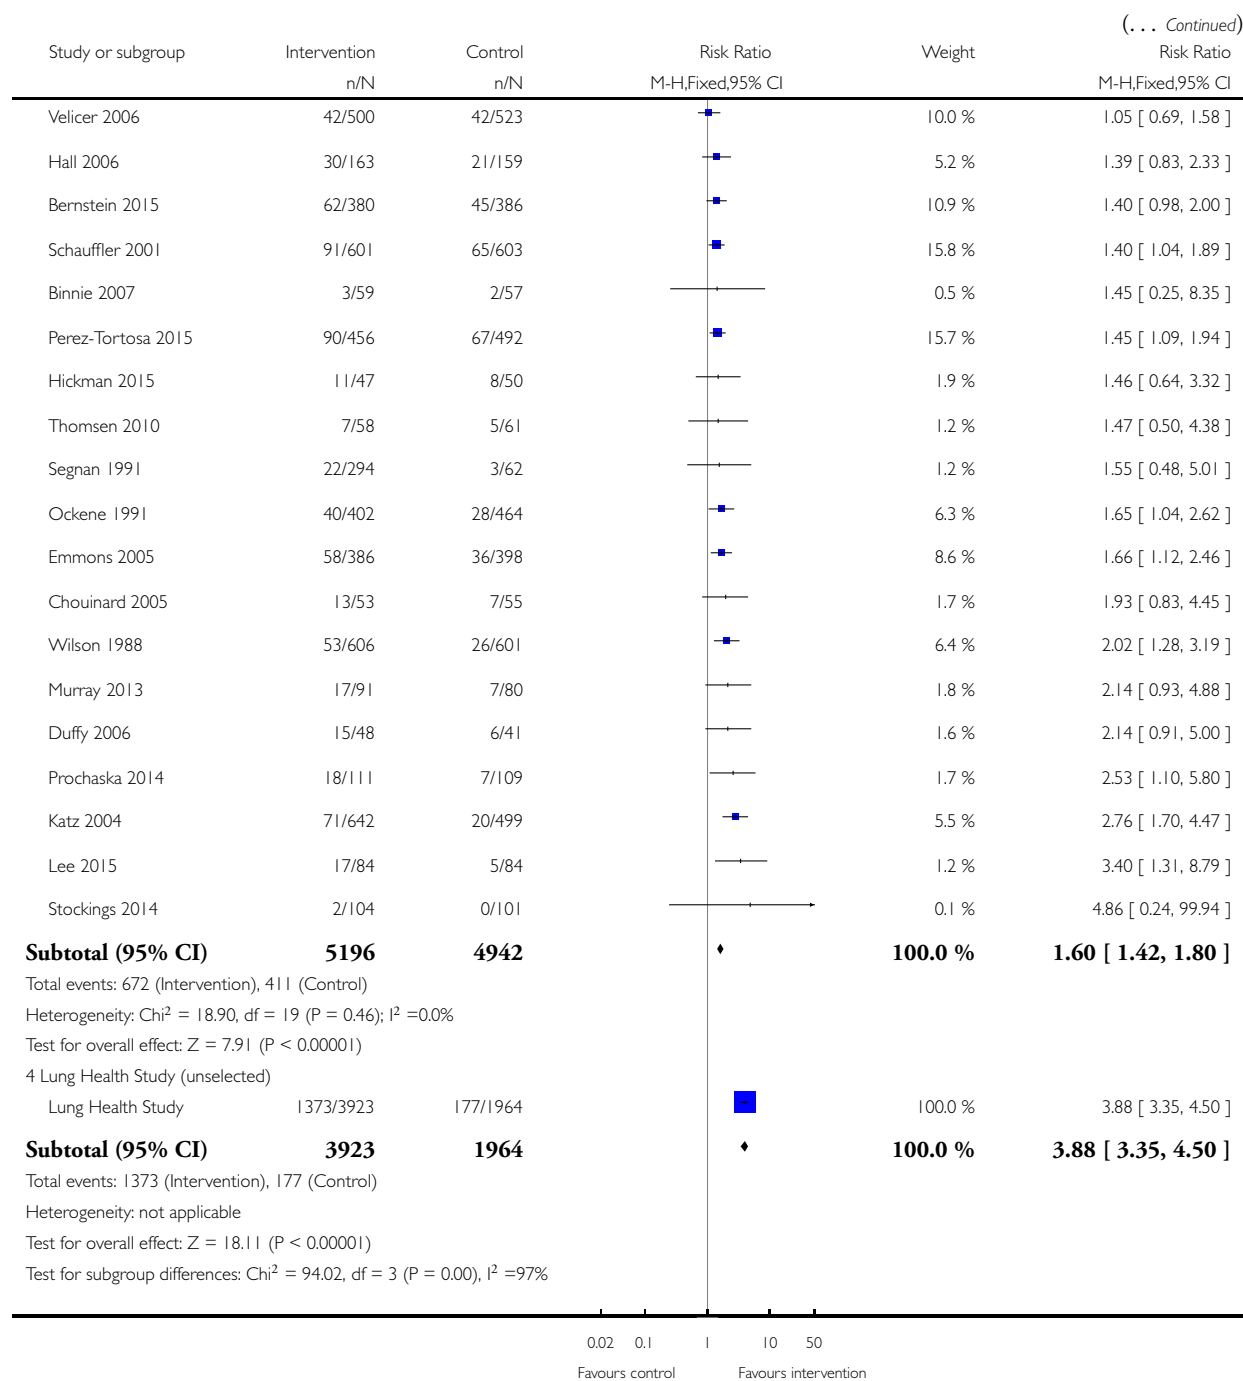 (... Continued)
Study or subgroup Intervention Control Risk Ratio Weight Risk Ratio
n/N n/N M-H,Fixed,95% CI M-H,Fixed,95% CI
Velicer 2006 42/500 42/523 10.0 % 1.05 [ 0.69, 1.58 ]
Hall 2006 30/163 21/159 5.2 % 1.39 [ 0.83, 2.33 ]
Bernstein 2015 62/380 45/386 10.9 % 1.40 [ 0.98, 2.00 ]
Schauffler 2001 91/601 65/603 15.8 % 1.40 [ 1.04, 1.89 ]
Binnie 2007 3/59 2/57 0.5 % 1.45 [ 0.25, 8.35 ]
Perez-Tortosa 2015 90/456 67/492 15.7 % 1.45 [ 1.09, 1.94 ]
Hickman 2015 11/47 8/50 1.9 % 1.46 [ 0.64, 3.32 ]
Thomsen 2010 7/58 5/61 1.2 % 1.47 [ 0.50, 4.38 ]
Segnan 1991 22/294 3/62 1.2 % 1.55 [ 0.48, 5.01 ]
Ockene 1991 40/402 28/464 6.3 % 1.65 [ 1.04, 2.62 ]
Emmons 2005 58/386 36/398 8.6 % 1.66 [ 1.12, 2.46 ]
Chouinard 2005 13/53 7/55 1.7 % 1.93 [ 0.83, 4.45 ]
Wilson 1988 53/606 26/601 6.4 % 2.02 [ 1.28, 3.19 ]
Murray 2013 17/91 7/80 1.8 % 2.14 [ 0.93, 4.88 ]
Duffy 2006 15/48 6/41 1.6 % 2.14 [ 0.91, 5.00 ]
Prochaska 2014 18/111 7/109 1.7 % 2.53 [ 1.10, 5.80 ]
Katz 2004 71/642 20/499 5.5 % 2.76 [ 1.70, 4.47 ]
Lee 2015 17/84 5/84 1.2 % 3.40 [ 1.31, 8.79 ]
Stockings 2014 2/104 0/101 0.1 % 4.86 [ 0.24, 99.94 ]
Subtotal (95% CI) 5196 4942 100.0 % 1.60 [ 1.42, 1.80 ]
Total events: 672 (Intervention), 411 (Control)
Heterogeneity: Chi² = 18.90, df = 19 (P = 0.46); I² =0.0%
Test for overall effect: Z = 7.91 (P < 0.00001)
4 Lung Health Study (unselected)
Lung Health Study 1373/3923 177/1964 100.0 % 3.88 [ 3.35, 4.50 ]
Subtotal (95% CI) 3923 1964 100.0 % 3.88 [ 3.35, 4.50 ]
Total events: 1373 (Intervention), 177 (Control)
Heterogeneity: not applicable
Test for overall effect: Z = 18.11 (P < 0.00001)
Test for subgroup differences: Chi² = 94.02, df = 3 (P = 0.00), I² =97%
0.02 0.1 1 10 50
Favours control Favours intervention